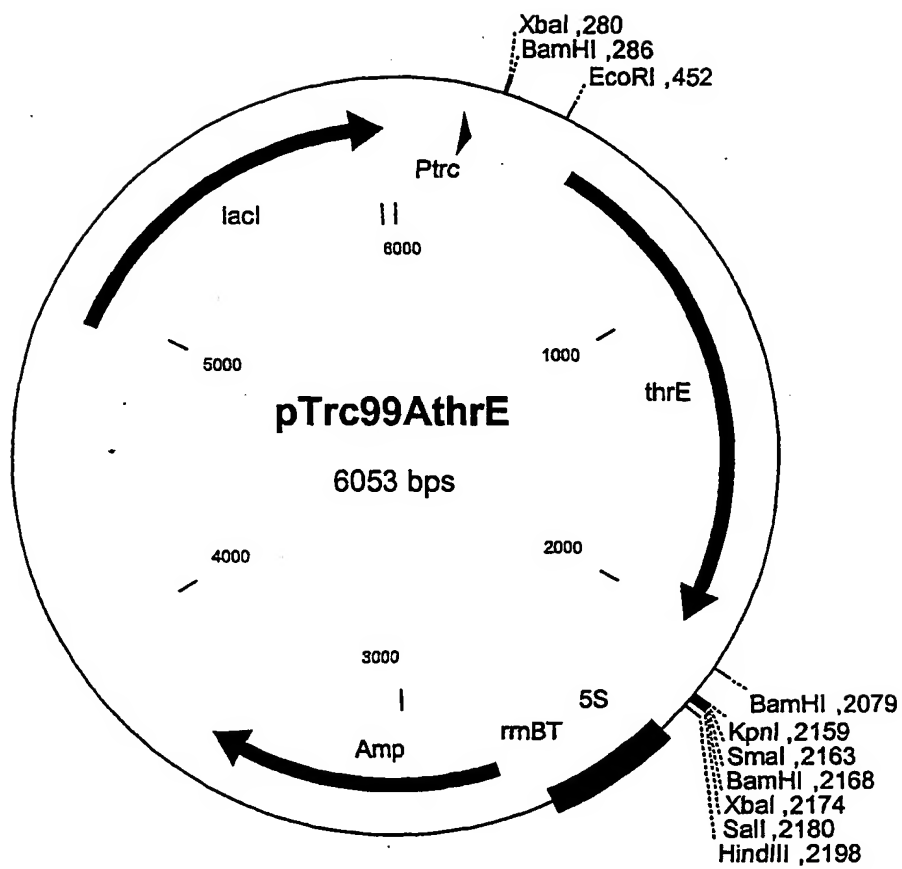 XbaI ,280
BamHI ,286
EcoRI ,452
Ptrc
lacI
6000
5000
1000
thrE
pTrc99AthrE
6053 bps
4000
2000
3000
5S
rrnBT
Amp
BamHI ,2079
KpnI ,2159
SmaI ,2163
BamHI ,2168
XbaI ,2174
SalI ,2180
HindIII ,2198